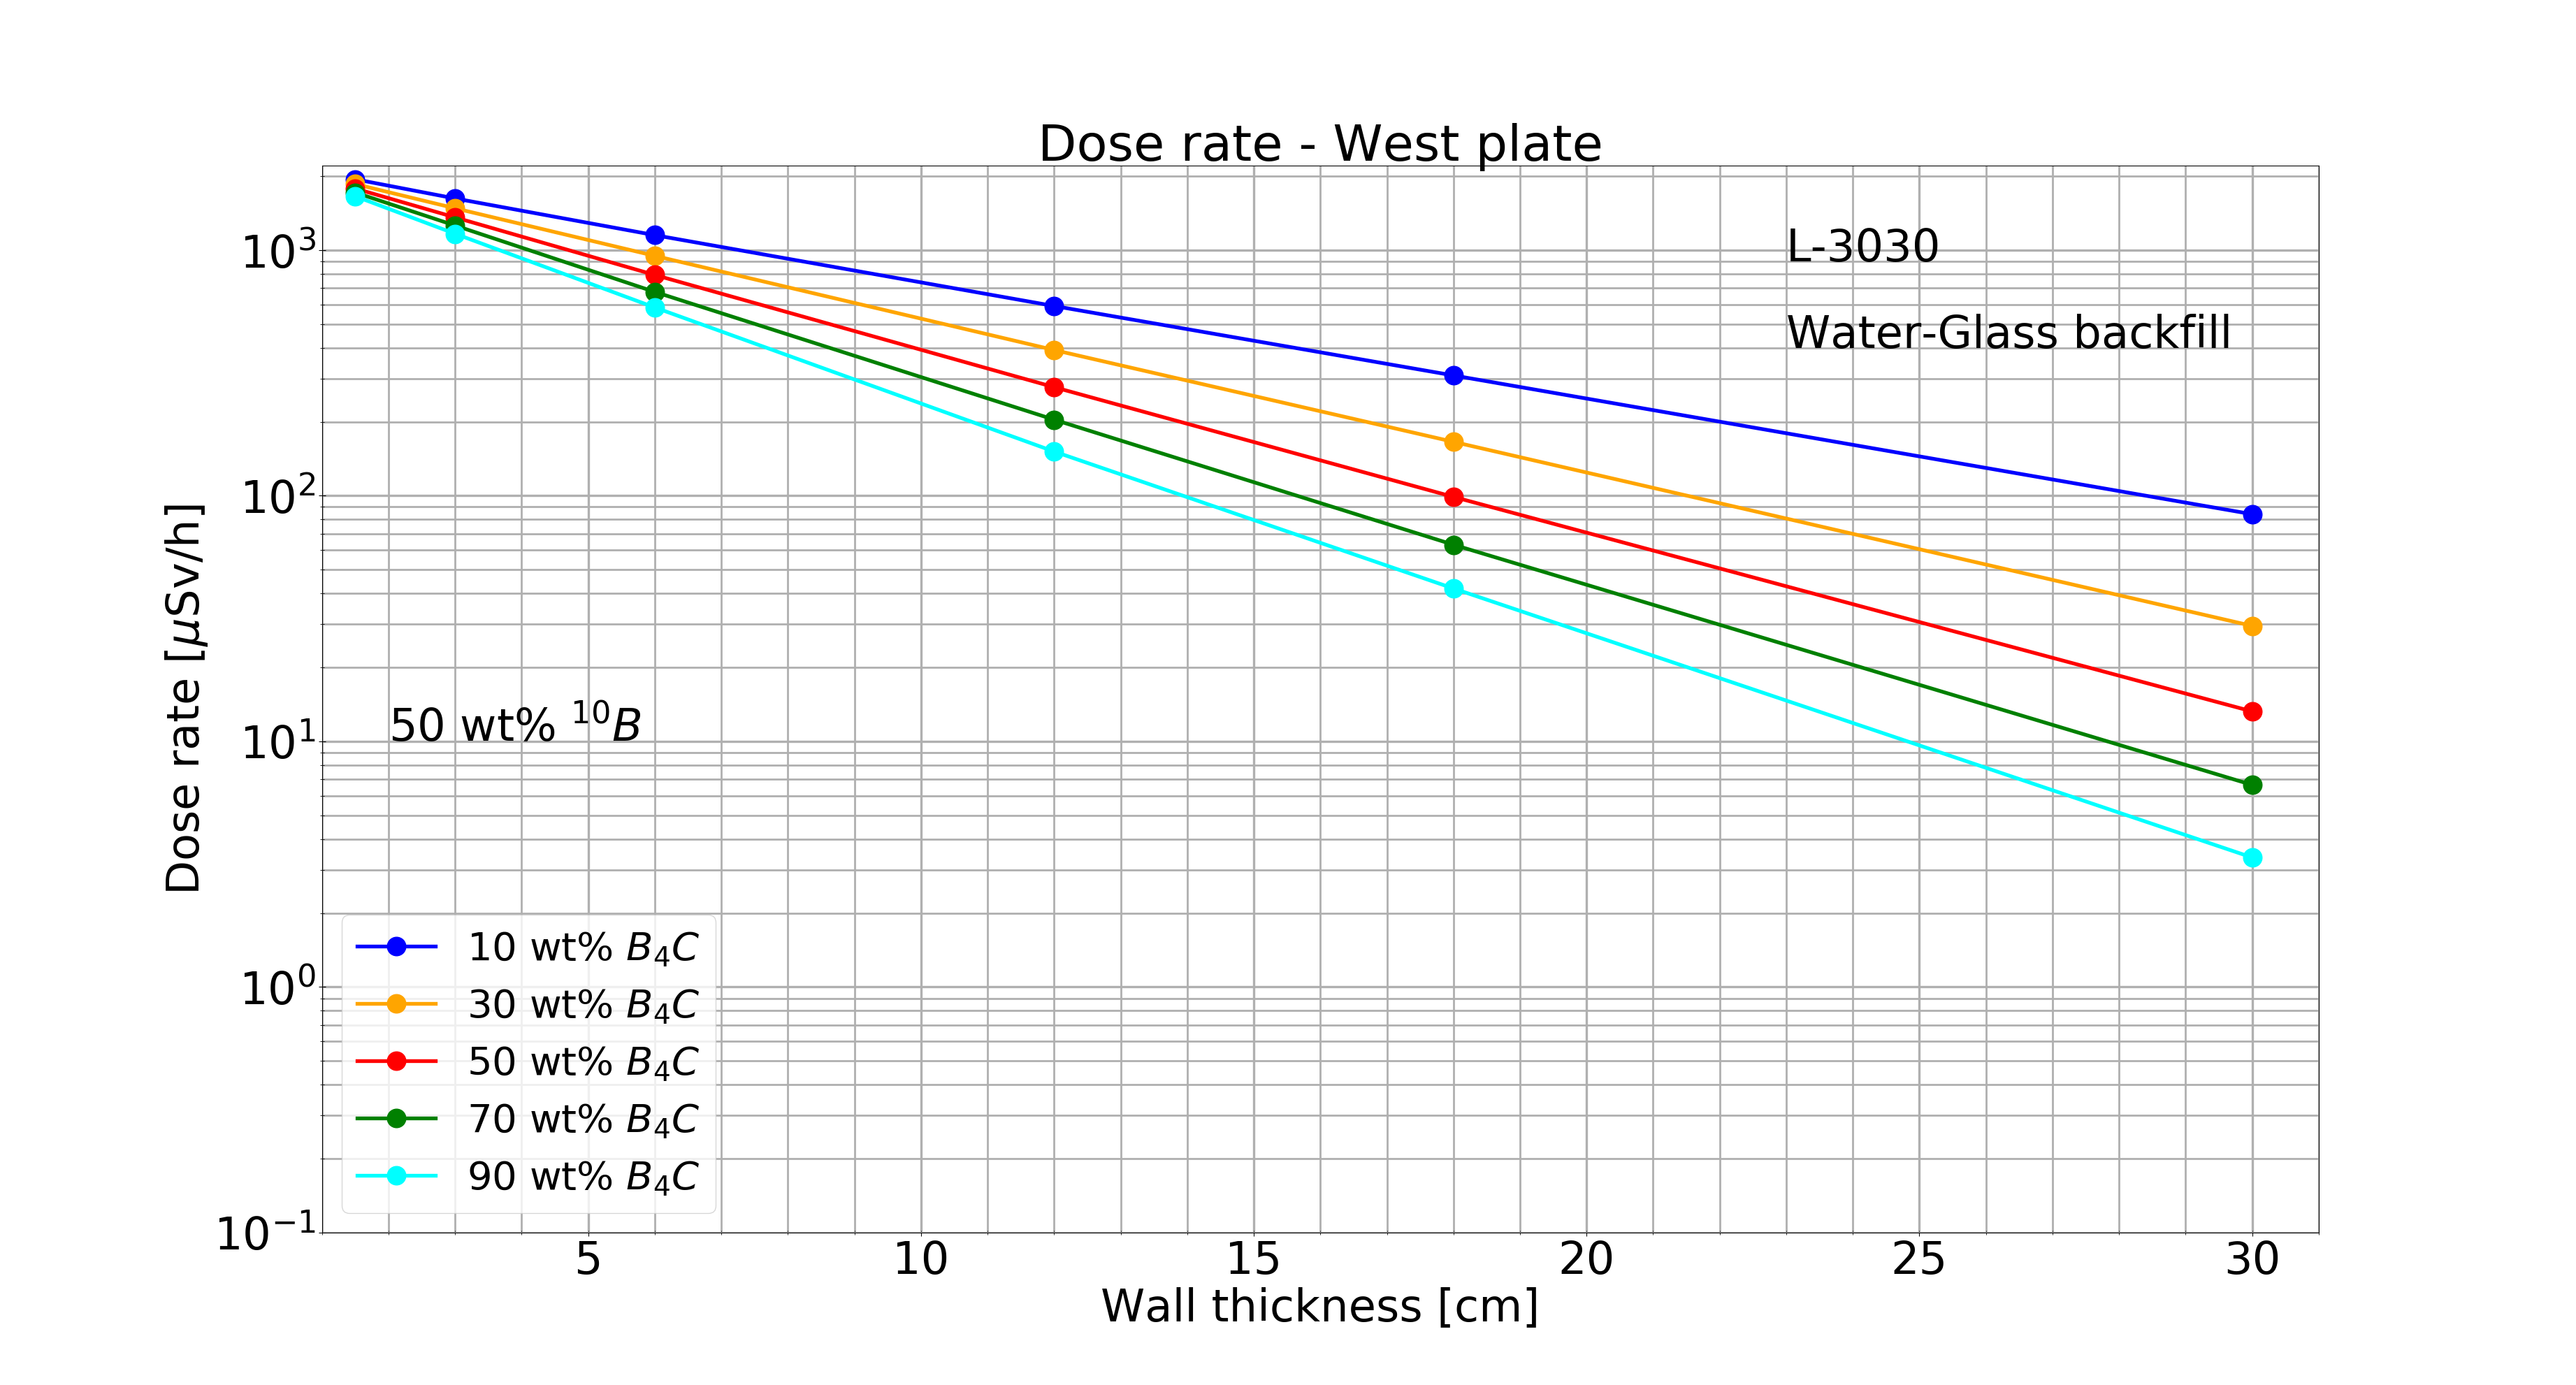 Dose rate - West plate
Dose rate [μSv/h]
10³
10²
10¹
10⁰
10⁻¹
L-3030
Water-Glass backfill
50 wt% ¹⁰B
10 wt% B₄C
30 wt% B₄C
50 wt% B₄C
70 wt% B₄C
90 wt% B₄C
5 10 15 20 25 30
Wall thickness [cm]